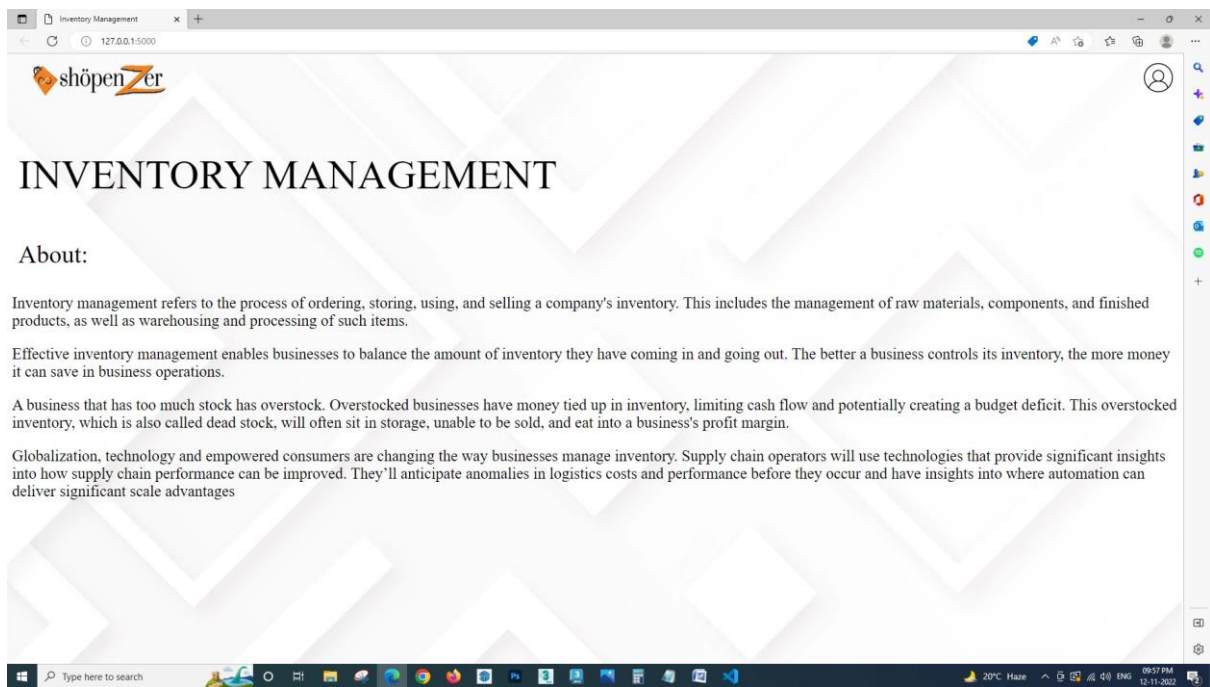 Inventory Management
127.0.0.1:5000
shöpenZer
INVENTORY MANAGEMENT
About:
Inventory management refers to the process of ordering, storing, using, and selling a company's inventory. This includes the management of raw materials, components, and finished
products, as well as warehousing and processing of such items.
Effective inventory management enables businesses to balance the amount of inventory they have coming in and going out. The better a business controls its inventory, the more money
it can save in business operations.
A business that has too much stock has overstock. Overstocked businesses have money tied up in inventory, limiting cash flow and potentially creating a budget deficit. This overstocked
inventory, which is also called dead stock, will often sit in storage, unable to be sold, and eat into a business's profit margin.
Globalization, technology and empowered consumers are changing the way businesses manage inventory. Supply chain operators will use technologies that provide significant insights
into how supply chain performance can be improved. They’ll anticipate anomalies in logistics costs and performance before they occur and have insights into where automation can
deliver significant scale advantages
Type here to search
Ps
3
20°C Haze
ENG
09:57 PM
12-11-2022
2